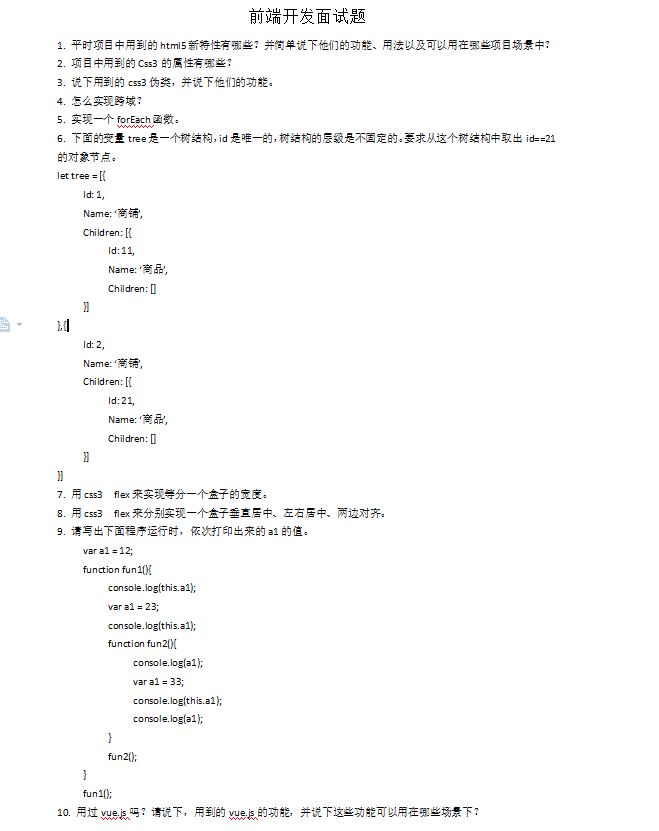 前端开发面试题
1. 平时项目中用到的html5新特性有哪些？并简单说下他们的功能、用法以及可以用在哪些项目场景中？
2. 项目中用到的Css3 的属性有哪些？
3. 说下用到的 css3 伪类，并说下他们的功能。
4. 怎么实现跨域？
5. 实现一个 forEach 函数。
6. 下面的变量 tree 是一个树结构，id 是唯一的，树结构的层级是不固定的。要求从这个树结构中取出 id==21
的对象节点。
let tree = [{
Id: 1,
Name: ‘商铺’,
Children: [{
Id: 11,
Name: ‘商品’,
Children: []
}]
},{
Id: 2,
Name: ‘商铺’,
Children: [{
Id: 21,
Name: ‘商品’,
Children: []
}]
}]
7. 用 css3 flex 来实现等分一个盒子的宽度。
8. 用 css3 flex 来分别实现一个盒子垂直居中、左右居中、两边对齐。
9. 请写出下面程序运行时，依次打印出来的 a1 的值。
var a1 = 12;
function fun1(){
console.log(this.a1);
var a1 = 23;
console.log(this.a1);
function fun2(){
console.log(a1);
var a1 = 33;
console.log(this.a1);
console.log(a1);
}
fun2();
}
fun1();
10. 用过 vue.js 吗？请说下，用到的 vue.js 的功能，并说下这些功能可以用在哪些场景下？